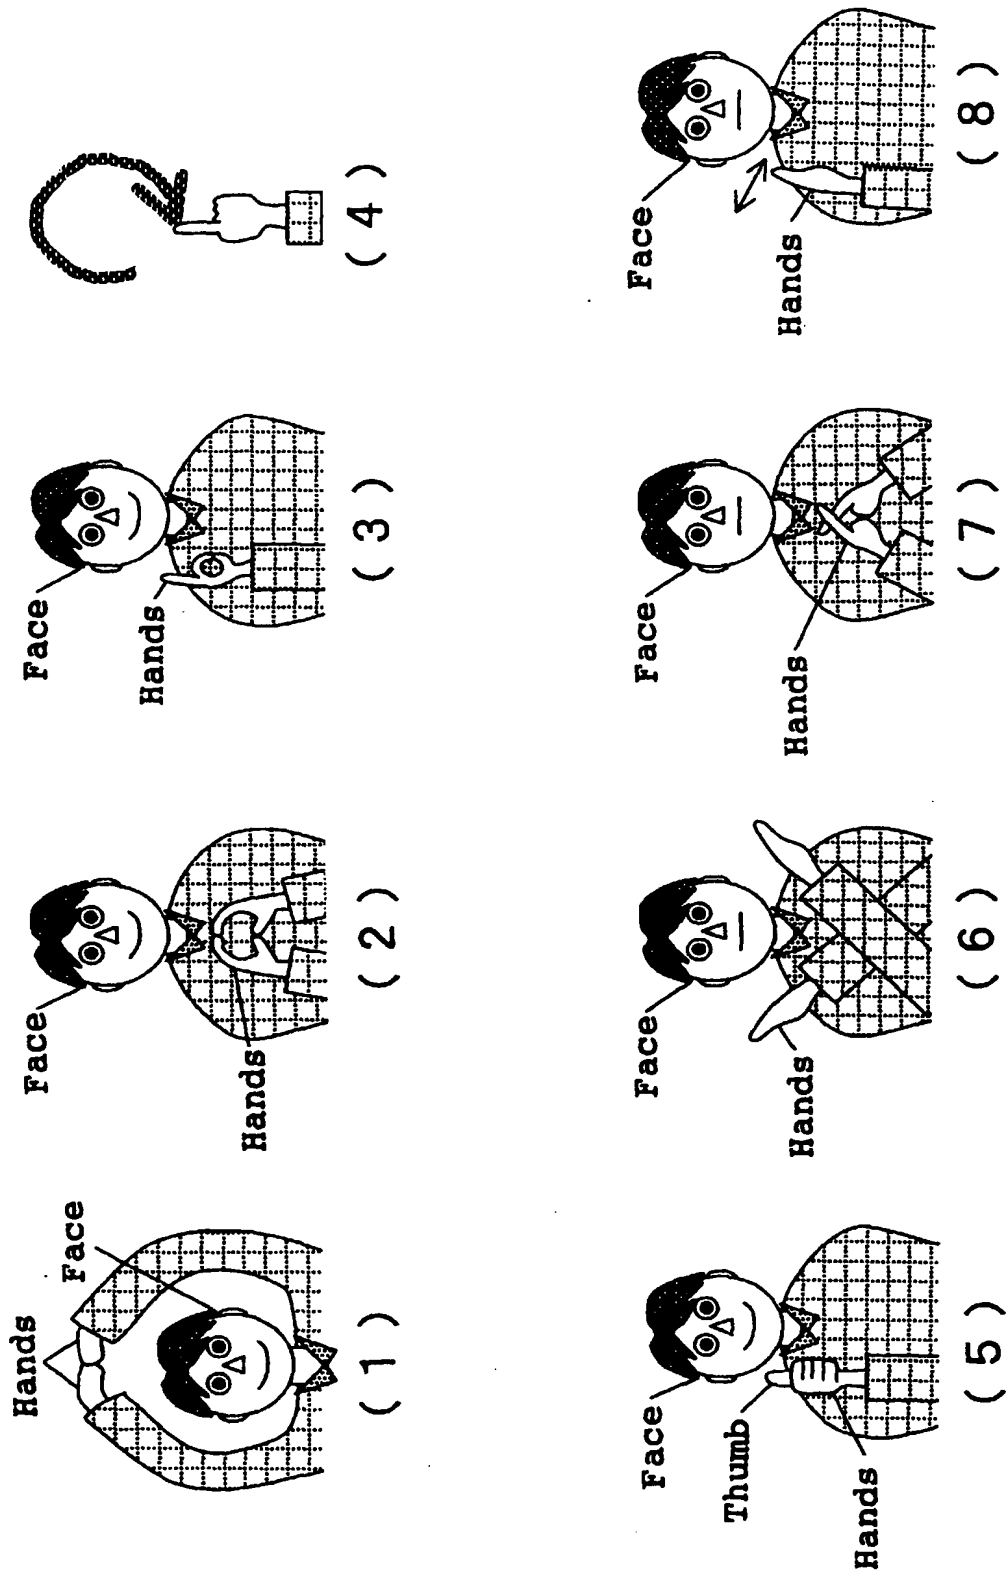 Hands
Face
(1)
Face
Hands
(2)
Face
Hands
(3)
(4)
Face
Thumb
Hands
(5)
Face
Hands
(6)
Face
Hands
(7)
Face
Hands
(8)